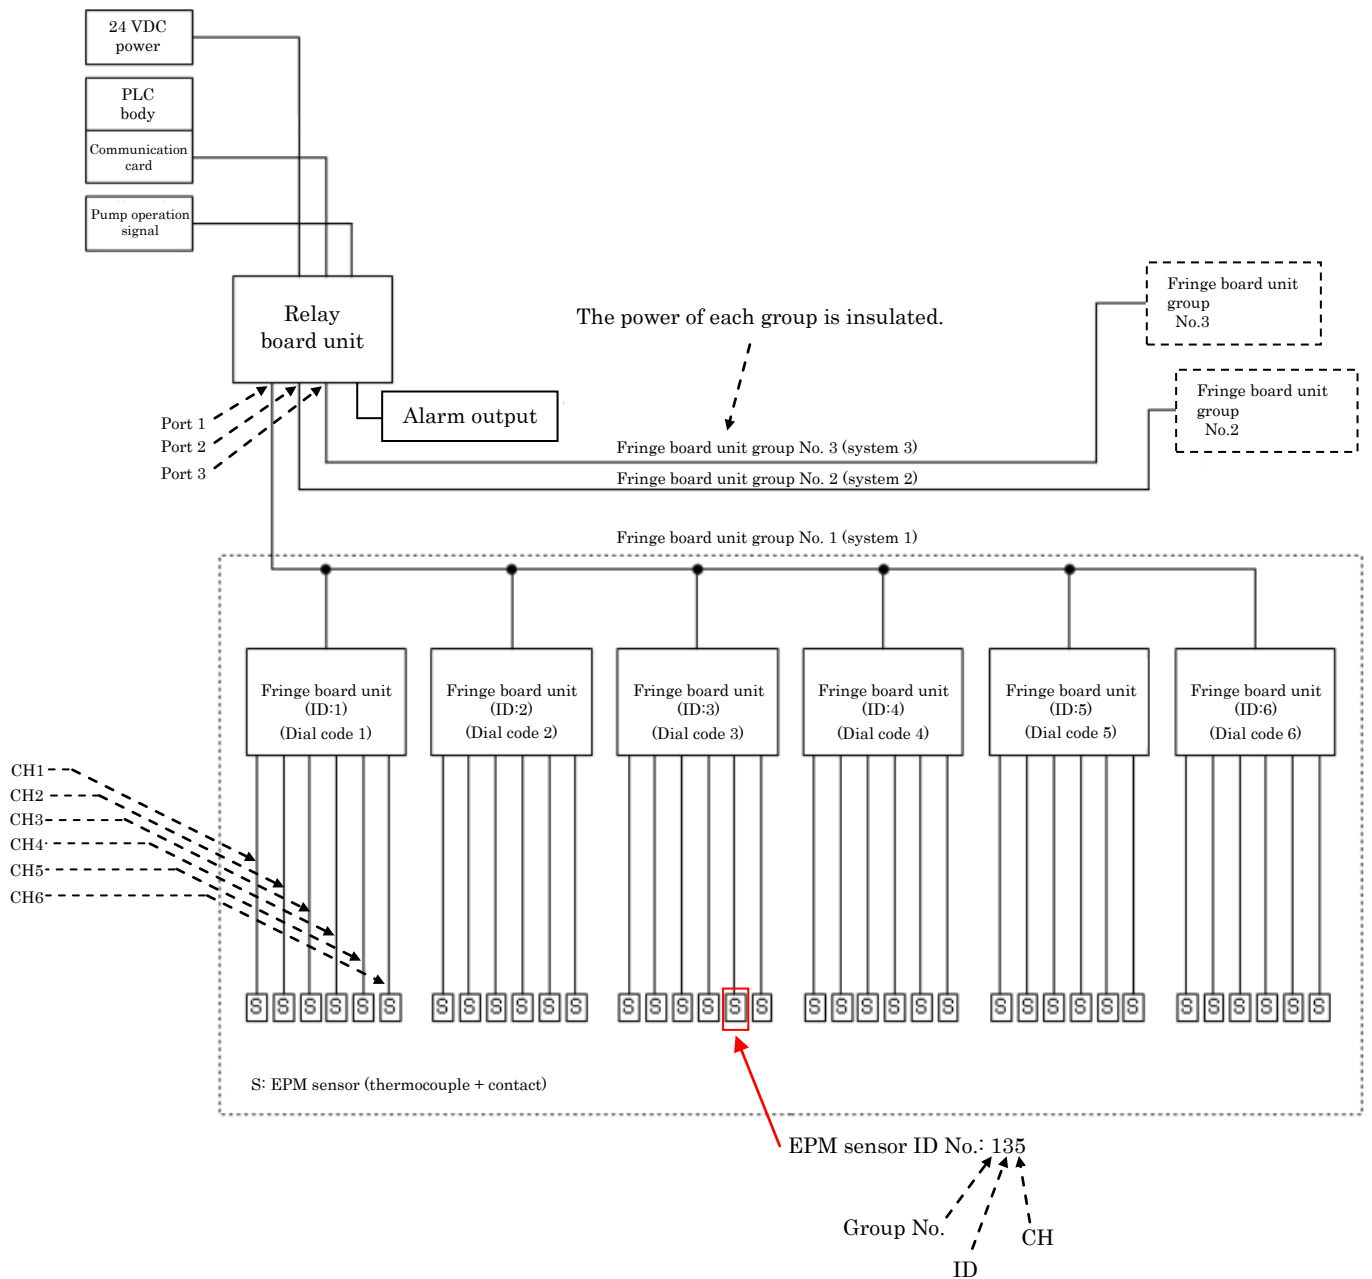 24 VDC
power
PLC
body
Communication
card
Pump operation
signal
Relay
board unit
The power of each group is insulated.
Fringe board unit
group
No.3
Fringe board unit
group
No.2
Port 1
Port 2
Port 3
Alarm output
Fringe board unit group No. 3 (system 3)
Fringe board unit group No. 2 (system 2)
Fringe board unit group No. 1 (system 1)
Fringe board unit
(ID:1)
(Dial code 1)
Fringe board unit
(ID:2)
(Dial code 2)
Fringe board unit
(ID:3)
(Dial code 3)
Fringe board unit
(ID:4)
(Dial code 4)
Fringe board unit
(ID:5)
(Dial code 5)
Fringe board unit
(ID:6)
(Dial code 6)
CH1
CH2
CH3
CH4
CH5
CH6
S S S S S S
S S S S S S
S S S S S S
S S S S S S
S S S S S S
S S S S S S
S: EPM sensor (thermocouple + contact)
EPM sensor ID No.: 135
Group No.
CH
ID